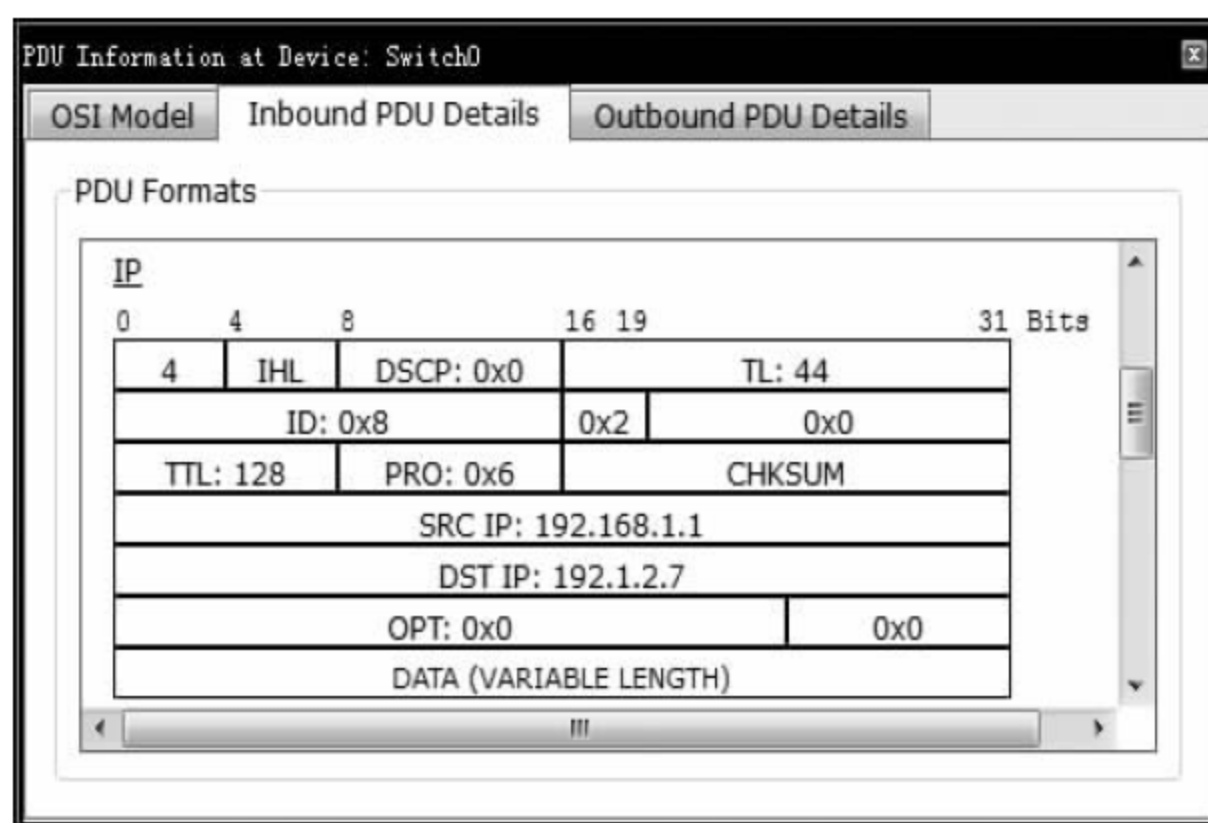 PDU Information at Device: Switch0
OSI Model Inbound PDU Details Outbound PDU Details
PDU Formats
IP
0 4 8 16 19 31 Bits
4 IHL DSCP: 0x0 TL: 44
ID: 0x8 0x2 0x0
TTL: 128 PRO: 0x6 CHKSUM
SRC IP: 192.168.1.1
DST IP: 192.1.2.7
OPT: 0x0 0x0
DATA (VARIABLE LENGTH)